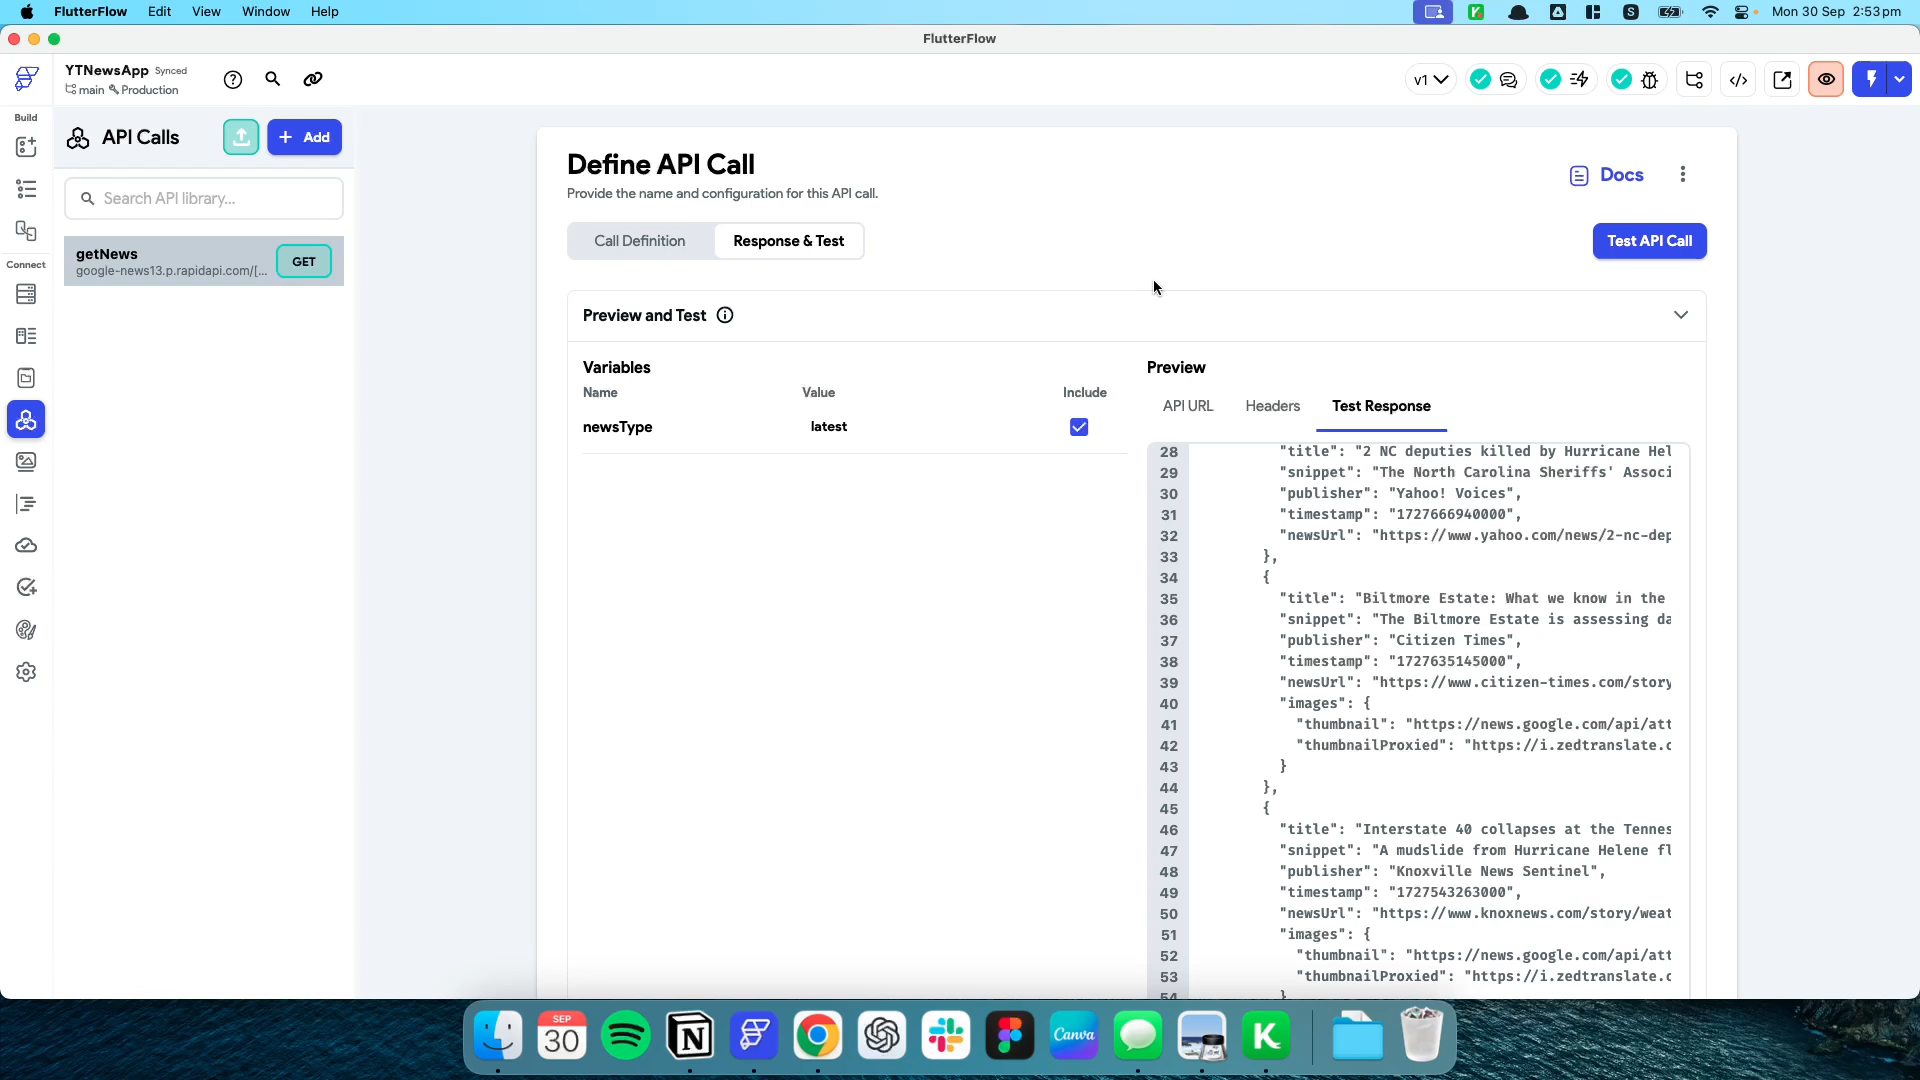 FlutterFlow Edit View Window Help
Mon 30 Sep 2:53 pm
FlutterFlow
YTNewsApp Synced
main Production
v1
Build
API Calls
+ Add
Search API library...
getNews
google-news13.p.rapidapi.com/[...
GET
Connect
Define API Call
Provide the name and configuration for this API call.
Docs
Call Definition
Response & Test
Test API Call
Preview and Test
Variables
Name Value Include
newsType latest
Preview
API URL Headers Test Response
28 "title": "2 NC deputies killed by Hurricane Hel
29 "snippet": "The North Carolina Sheriffs' Associ
30 "publisher": "Yahoo! Voices",
31 "timestamp": "1727666940000",
32 "newsUrl": "https://www.yahoo.com/news/2-nc-dep
33 },
34 {
35 "title": "Biltmore Estate: What we know in the
36 "snippet": "The Biltmore Estate is assessing da
37 "publisher": "Citizen Times",
38 "timestamp": "1727635145000",
39 "newsUrl": "https://www.citizen-times.com/story
40 "images": {
41 "thumbnail": "https://news.google.com/api/att
42 "thumbnailProxied": "https://i.zedtranslate.c
43 }
44 },
45 {
46 "title": "Interstate 40 collapses at the Tennes
47 "snippet": "A mudslide from Hurricane Helene fl
48 "publisher": "Knoxville News Sentinel",
49 "timestamp": "1727543263000",
50 "newsUrl": "https://www.knoxnews.com/story/weat
51 "images": {
52 "thumbnail": "https://news.google.com/api/att
53 "thumbnailProxied": "https://i.zedtranslate.c
54 }
SEP
30
Canva
K